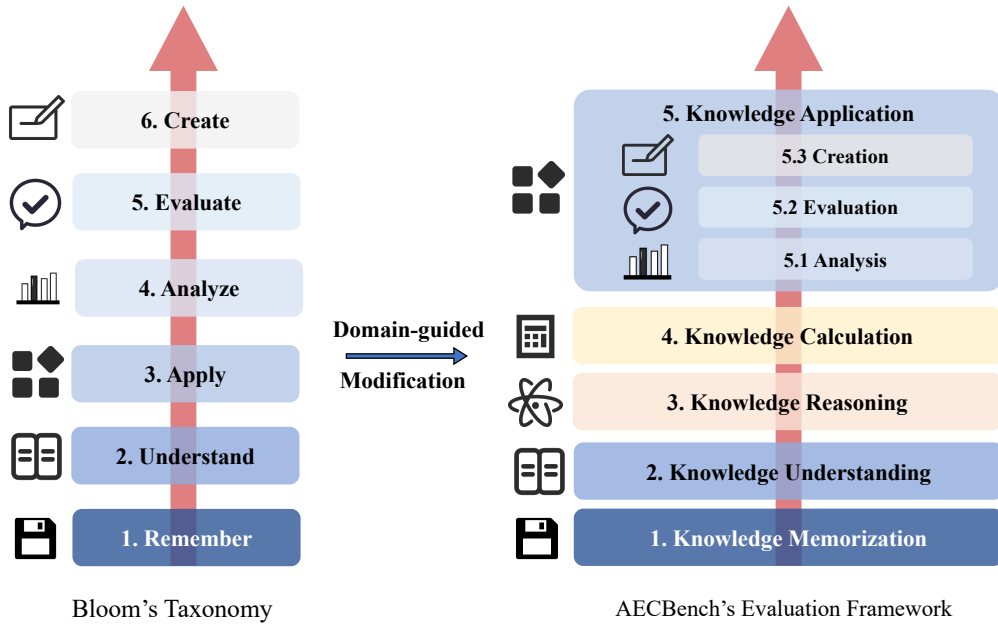 6. Create
5. Evaluate
4. Analyze
3. Apply
2. Understand
1. Remember
Bloom's Taxonomy
Domain-guided
Modification
5. Knowledge Application
5.3 Creation
5.2 Evaluation
5.1 Analysis
4. Knowledge Calculation
3. Knowledge Reasoning
2. Knowledge Understanding
1. Knowledge Memorization
AECBench's Evaluation Framework